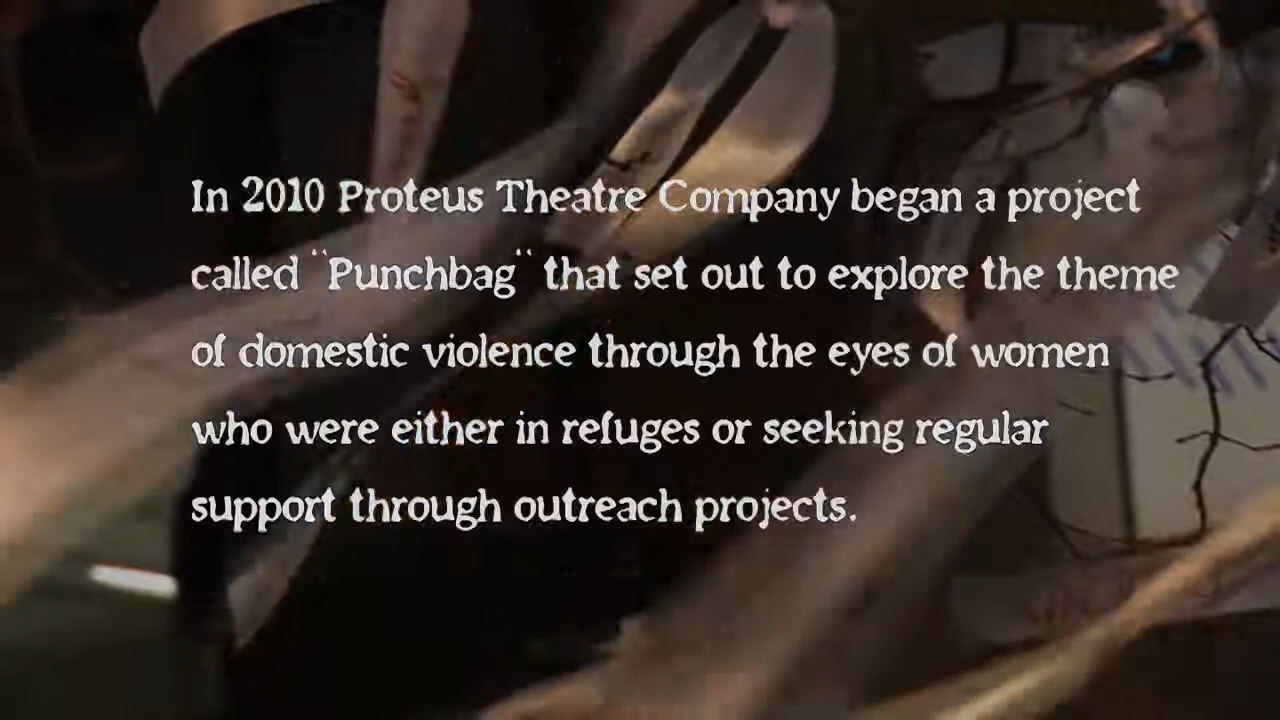 In 2010 Proteus Theatre Company began a project
called "Punchbag" that set out to explore the theme
of domestic violence through the eyes of women
who were either in refuges or seeking regular
support through outreach projects.